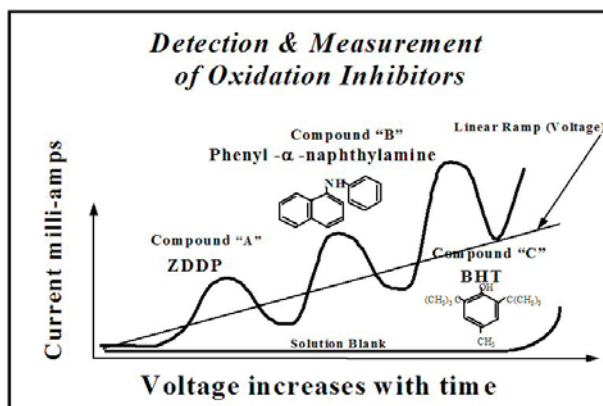 Detection & Measurement
of Oxidation Inhibitors
Linear Ramp (Voltage)
Compound "B"
Phenyl -α -naphthylamine
NH
Compound "A"
ZDDP
Compound "C"
BHT
OH
(CH₃)₃C
C(CH₃)₃
CH₃
Solution Blank
Current milli-amps
Voltage increases with time